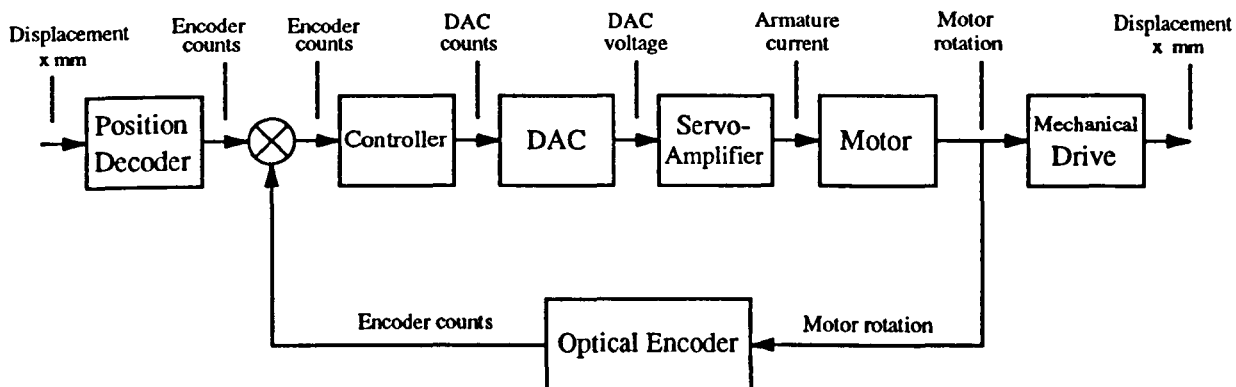 Displacement
x mm
Encoder
counts
Encoder
counts
DAC
counts
DAC
voltage
Armature
current
Motor
rotation
Displacement
x mm
Position
Decoder
Controller
DAC
Servo-
Amplifier
Motor
Mechanical
Drive
Encoder counts
Optical Encoder
Motor rotation